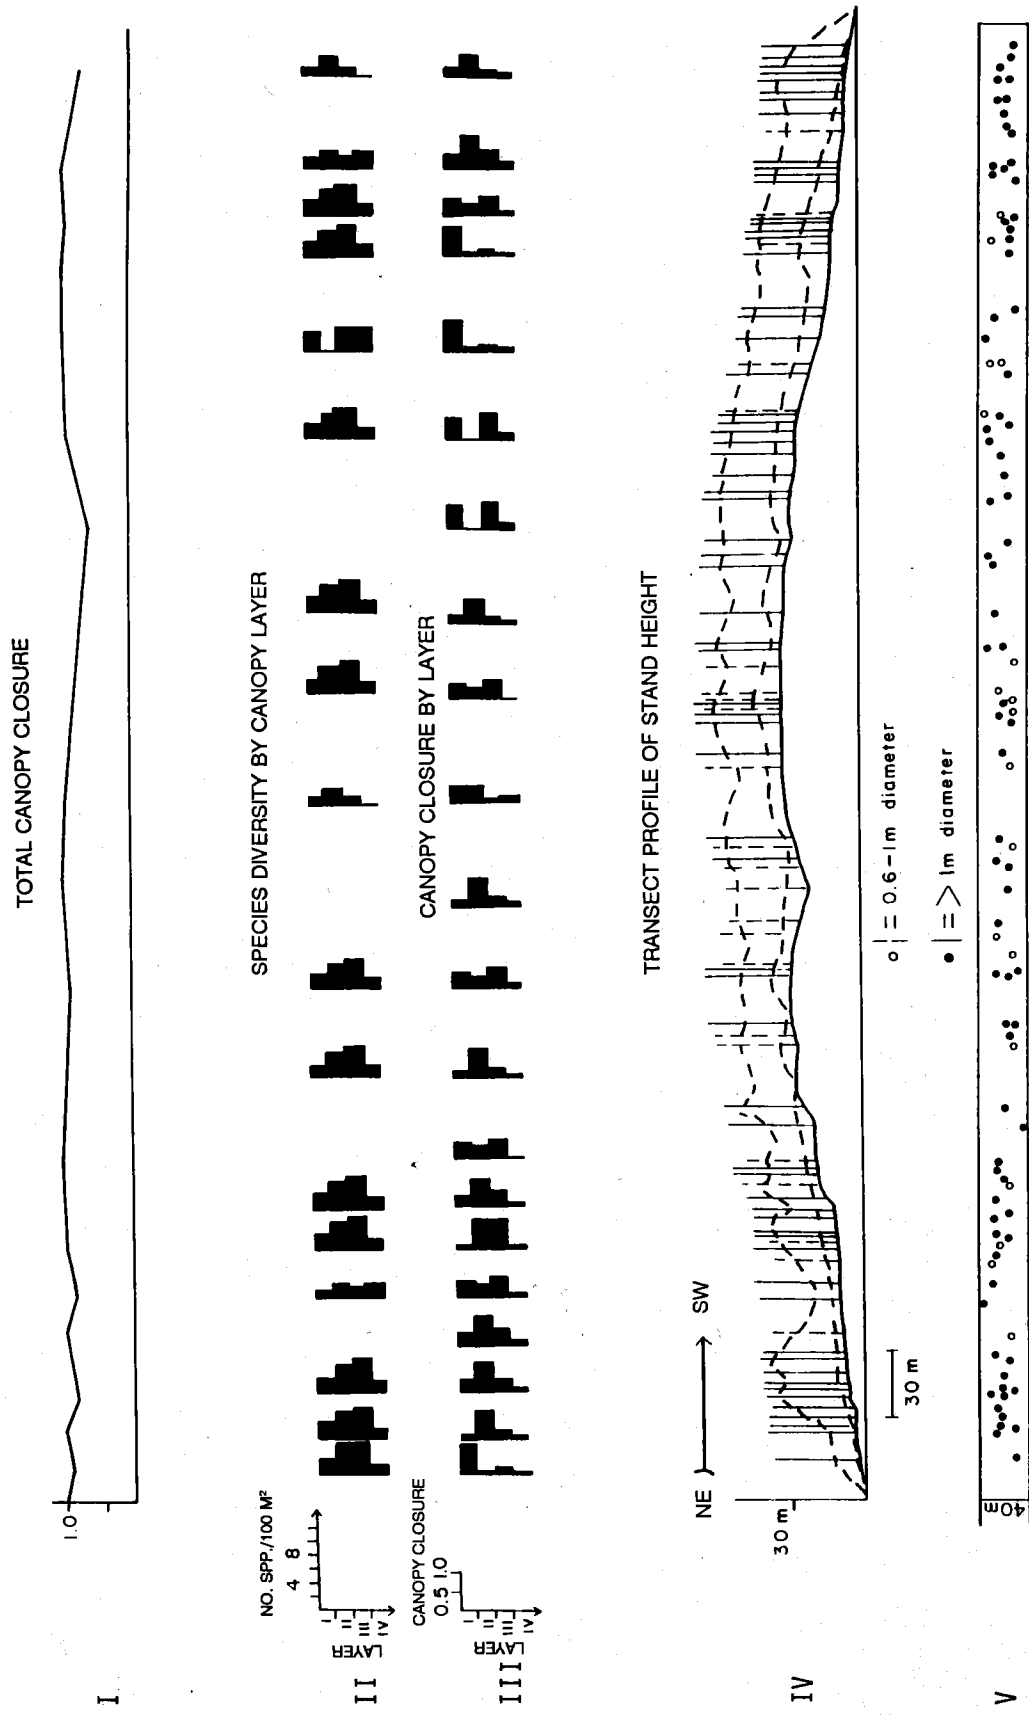 TOTAL CANOPY CLOSURE
1.0
I
SPECIES DIVERSITY BY CANOPY LAYER
NO. SPP./100 M²
4 8
I
II
III
IV
LAYER
II
CANOPY CLOSURE BY LAYER
CANOPY CLOSURE
0.5 1.0
I
II
III
IV
LAYER
III
TRANSECT PROFILE OF STAND HEIGHT
NE SW
30 m
30 m
IV
= 0.6-1m diameter
= > 1m diameter
40m
V